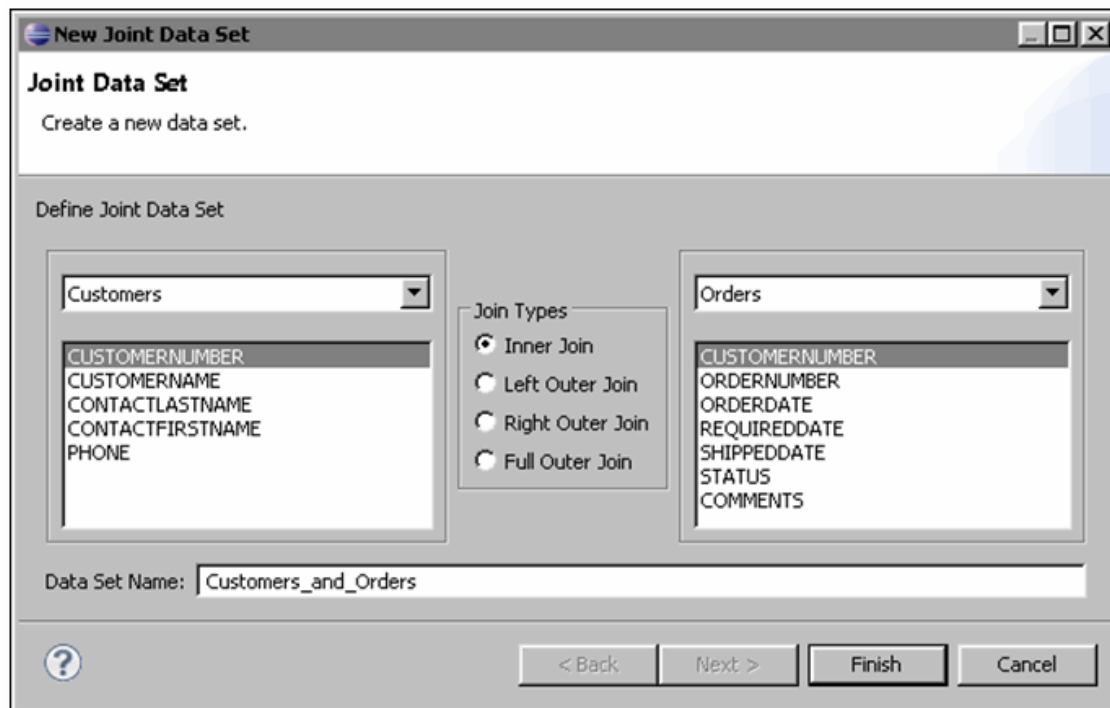 New Joint Data Set
Joint Data Set
Create a new data set.
Define Joint Data Set
Customers
CUSTOMERNUMBER
CUSTOMERNAME
CONTACTLASTNAME
CONTACTFIRSTNAME
PHONE
Join Types
Inner Join
Left Outer Join
Right Outer Join
Full Outer Join
Orders
CUSTOMERNUMBER
ORDERNUMBER
ORDERDATE
REQUIREDDATE
SHIPPEDDATE
STATUS
COMMENTS
Data Set Name: Customers_and_Orders
?
< Back Next > Finish Cancel